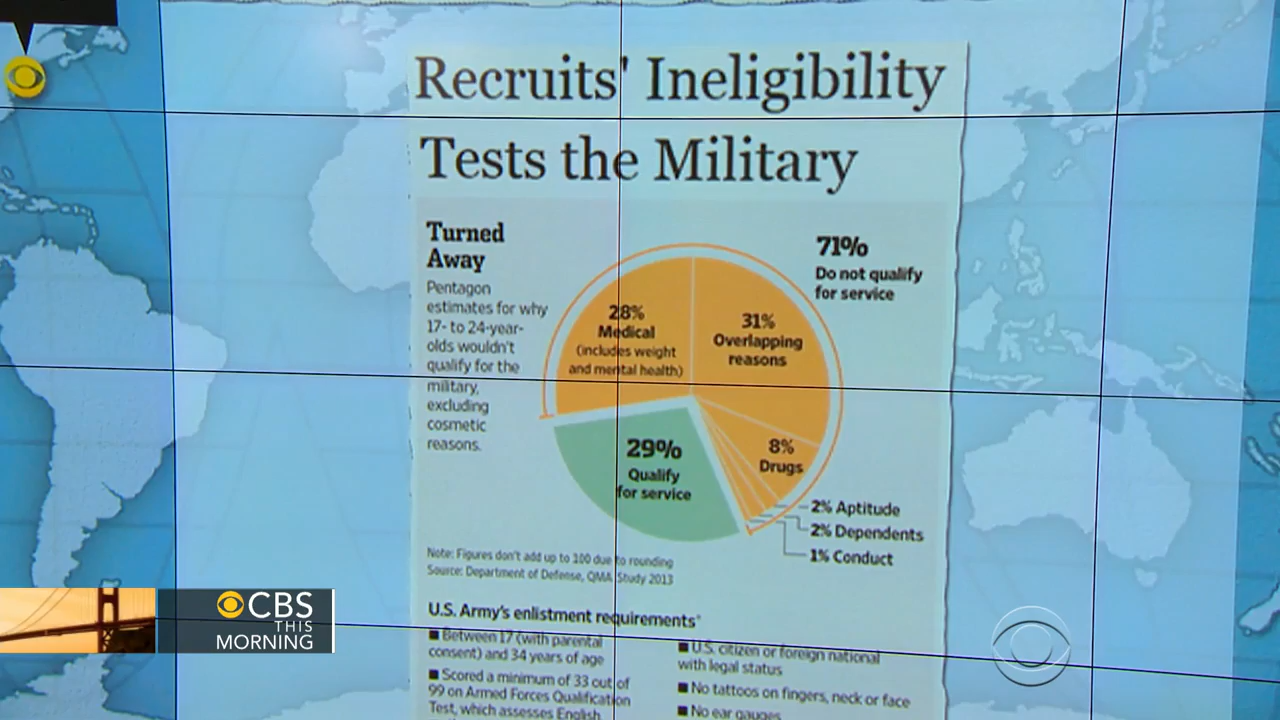 Recruits' Ineligibility
Tests the Military
Turned
Away
Pentagon
estimates for why
17- to 24-year-
olds wouldn't
qualify for the
military,
excluding
cosmetic
reasons.
71%
Do not qualify
for service
28%
Medical
(includes weight
and mental health)
31%
Overlapping
reasons
29%
Qualify
for service
8%
Drugs
2% Aptitude
2% Dependents
1% Conduct
Note: Figures don't add up to 100 due to rounding
Source: Department of Defense, QMA Study 2013
U.S. Army's enlistment requirements*
■ Between 17 (with parental
consent) and 34 years of age
■ Scored a minimum of 33 out of
99 on Armed Forces Qualification
Test, which assesses English
■ U.S. citizen or foreign national
with legal status
■ No tattoos on fingers, neck or face
■ No ear gauges
CBS
THIS
MORNING